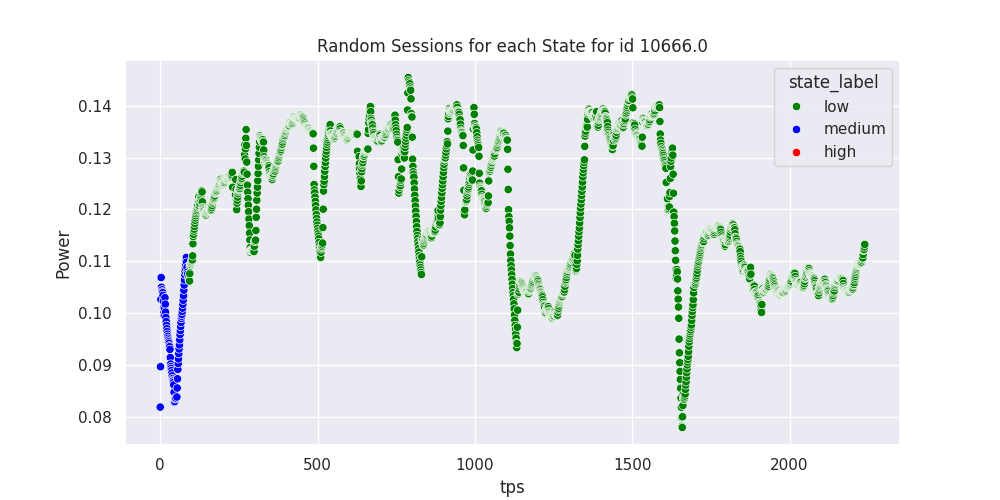 Random Sessions for each State for id 10666.0
state_label
low
medium
high
Power
0.14
0.13
0.12
0.11
0.10
0.09
0.08
0
500
1000
1500
2000
tps